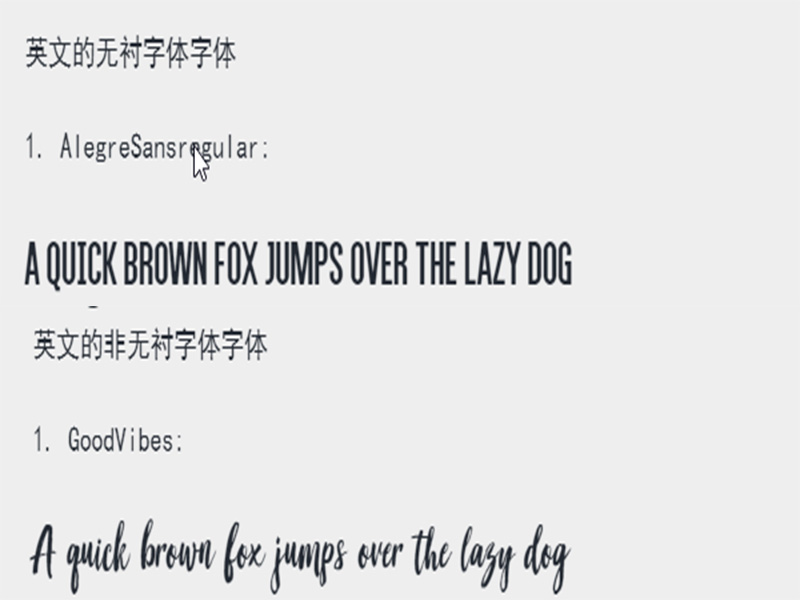 英文的无衬字体字体
1. AlegreSansregular:
A QUICK BROWN FOX JUMPS OVER THE LAZY DOG
英文的非无衬字体字体
1. GoodVibes:
A quick brown fox jumps over the lazy dog